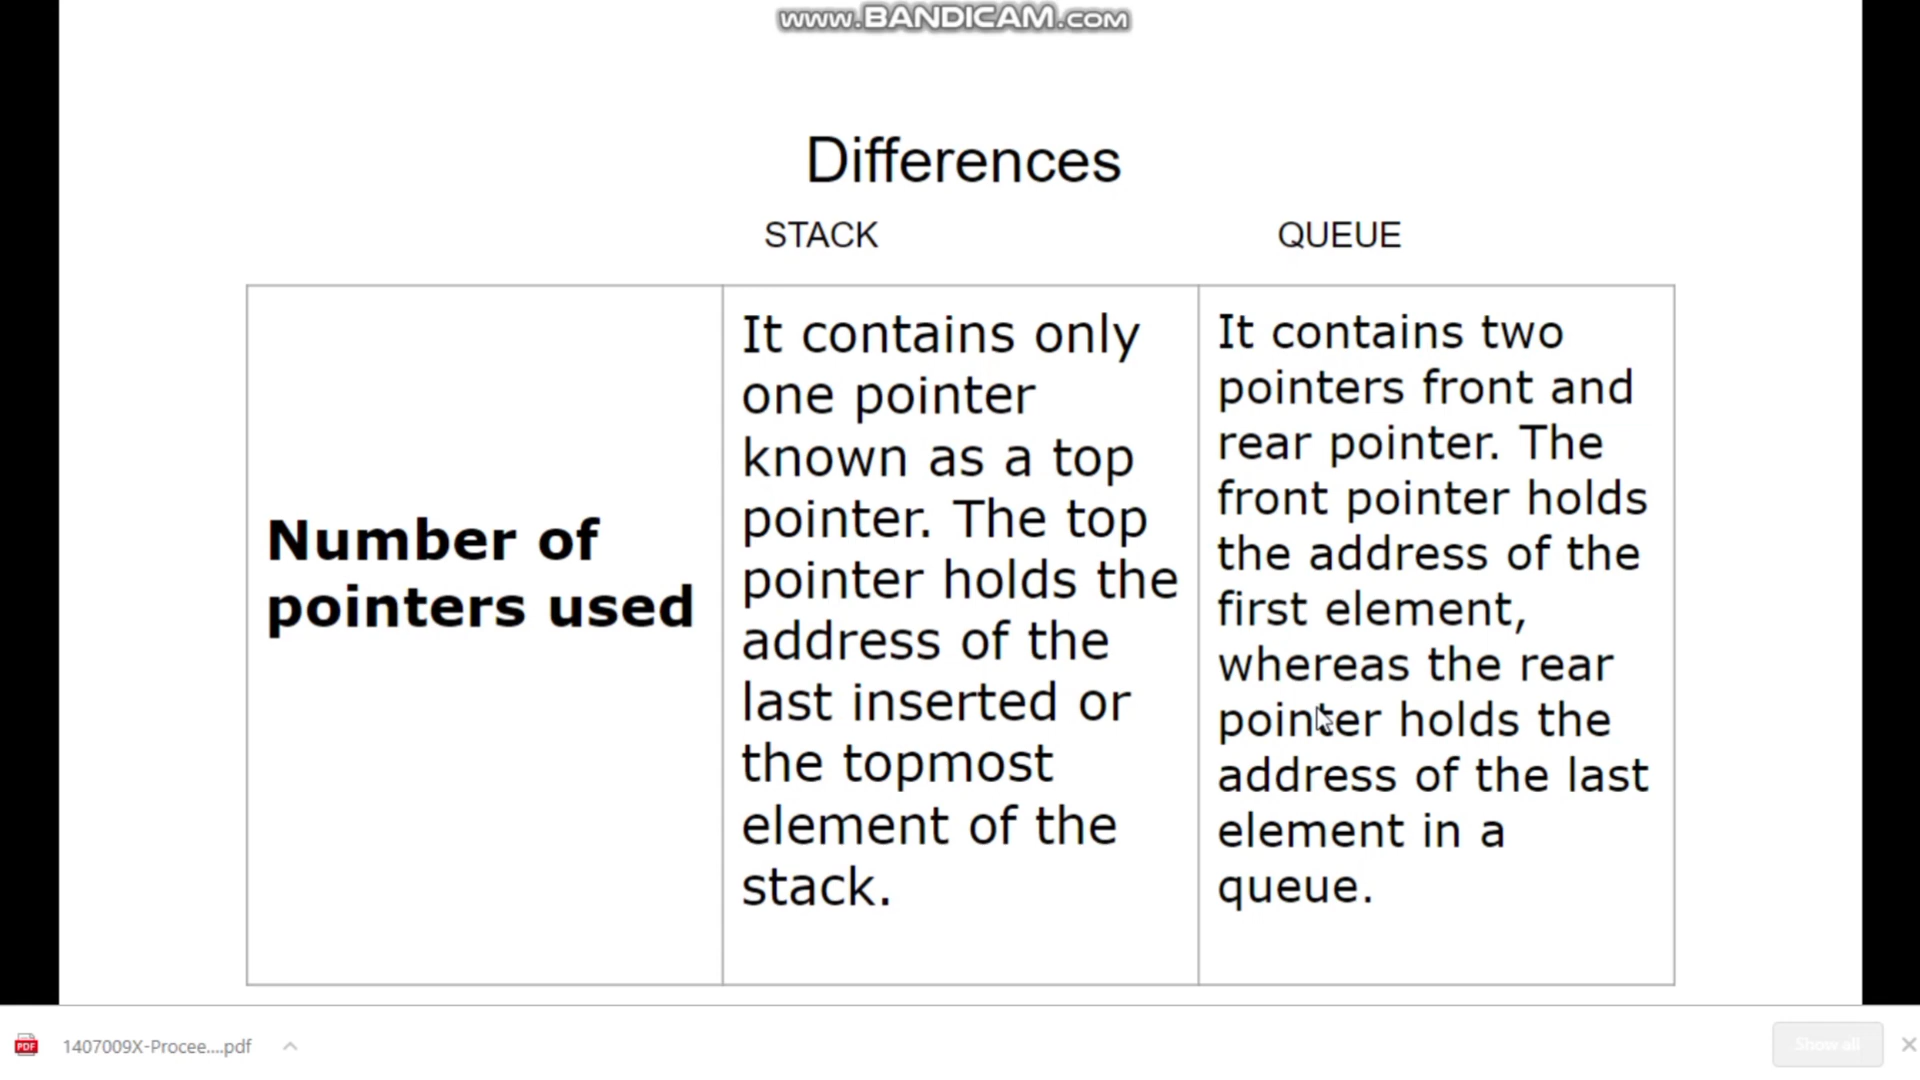 www.BANDICAM.com
Differences
STACK
QUEUE
Number of
pointers used
It contains only
one pointer
known as a top
pointer. The top
pointer holds the
address of the
last inserted or
the topmost
element of the
stack.
It contains two
pointers front and
rear pointer. The
front pointer holds
the address of the
first element,
whereas the rear
pointer holds the
address of the last
element in a
queue.
PDF
1407009X-Procee....pdf
Show all